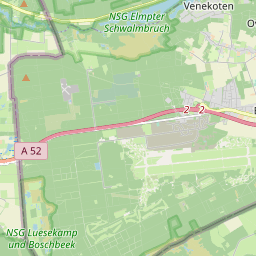 Venekoten
NSG Elmpter
Schwalmbruch
2
2
A 52
NSG Luesekamp
und Boschbeek